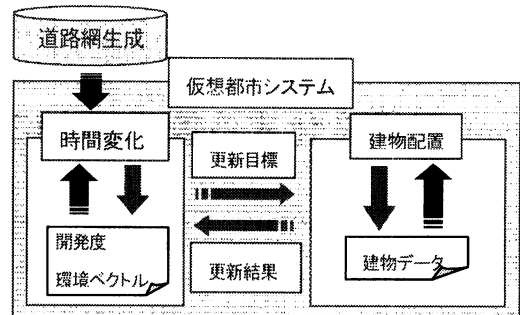 道路網生成
仮想都市システム
時間変化
更新目標
建物配置
開発度
環境ベクトル
更新結果
建物データ